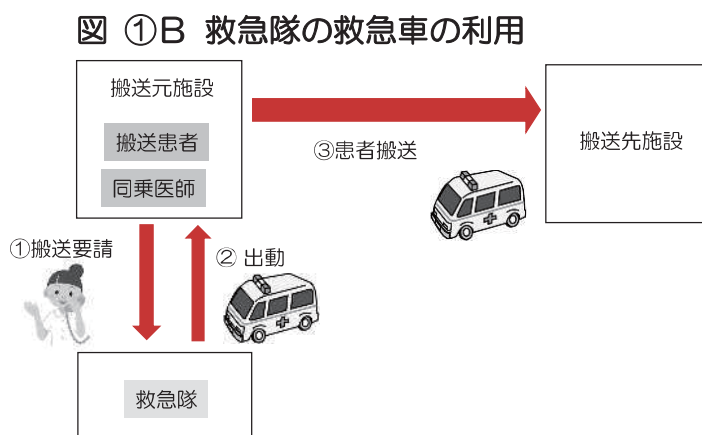 図 ①B 救急隊の救急車の利用
搬送元施設
搬送患者
同乗医師
③患者搬送
搬送先施設
①搬送要請
② 出動
救急隊